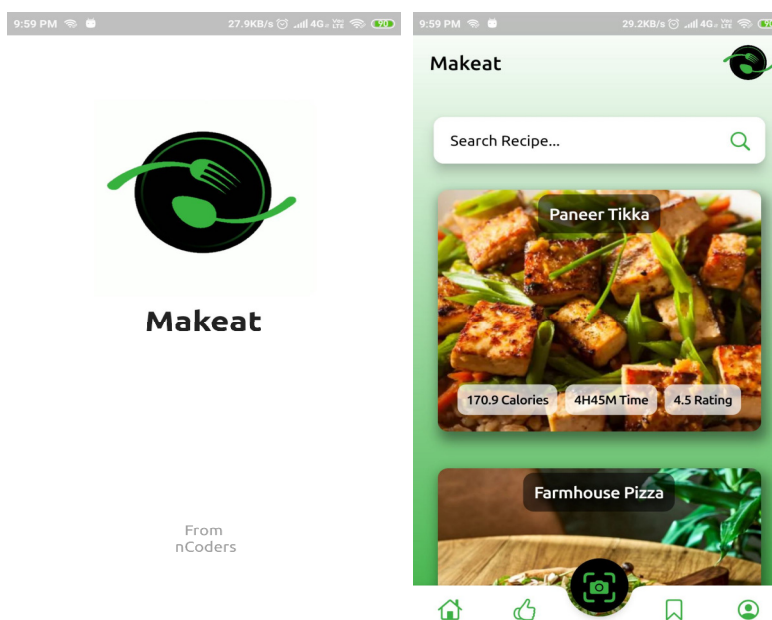 9:59 PM
27.9KB/s 4G 90
Makeat
From
nCoders
9:59 PM
29.2KB/s 4G
Makeat
Search Recipe...
Paneer Tikka
170.9 Calories
4H45M Time
4.5 Rating
Farmhouse Pizza